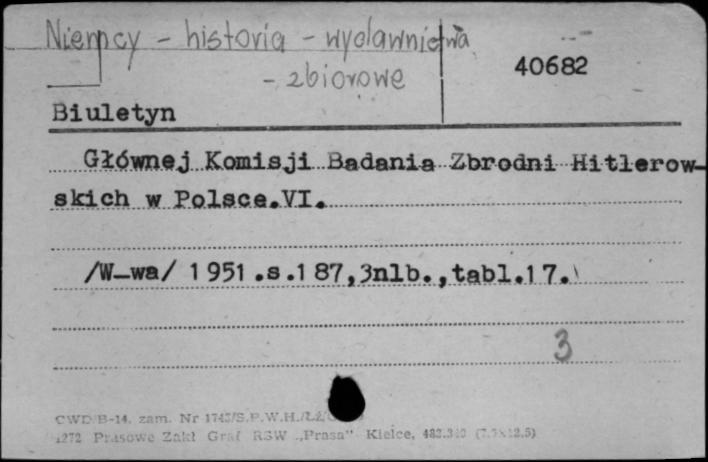 Niemcy - historia - wydawnictwa
- zbiorowe
40682
Biuletyn
Głównej Komisji Badania Zbrodni Hitlerow-
skich w Polsce.VI.
/W-wa/ 1951.s.187,3nlb.,tabl.17.
3
CWD/B-14. zam. Nr
1272 Prasowe Zakł Graf RSW „Prasa" Kielce,